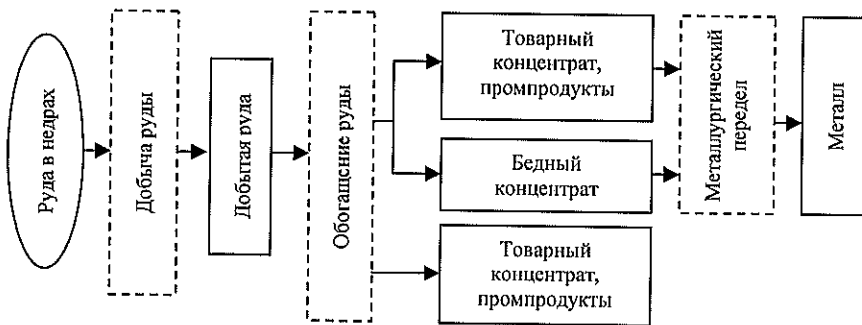 Руда в недрах
Добыча руды
Добытая руда
Обогащение руды
Товарный
концентрат,
промпродукты
Бедный
концентрат
Товарный
концентрат,
промпродукты
Металлургический
передел
Металл